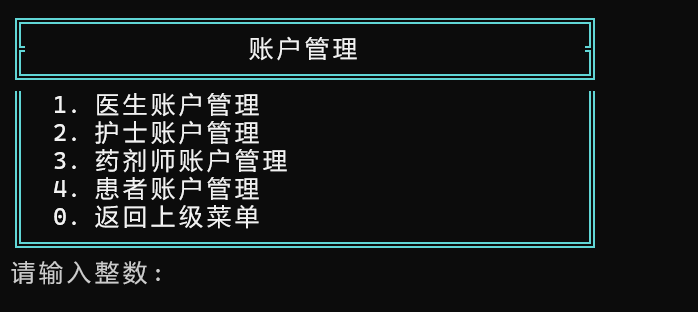 账户管理
1. 医生账户管理
2. 护士账户管理
3. 药剂师账户管理
4. 患者账户管理
0. 返回上级菜单
请输入整数: